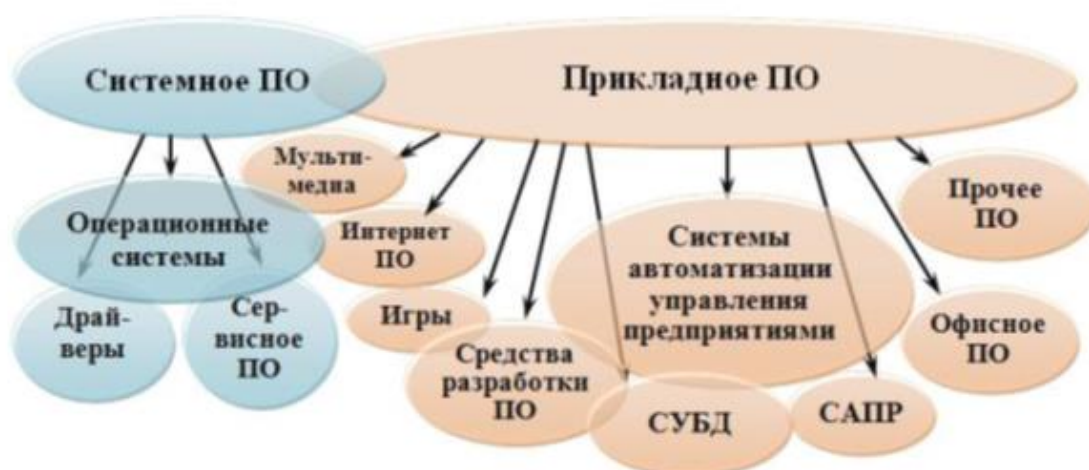 Системное ПО
Прикладное ПО
Мульти-
медиа
Операционные
системы
Интернет
ПО
Системы
автоматизации
управления
предприятиями
Прочее
ПО
Драй-
веры
Сер-
висное
ПО
Игры
Средства
разработки
ПО
СУБД
САПР
Офисное
ПО